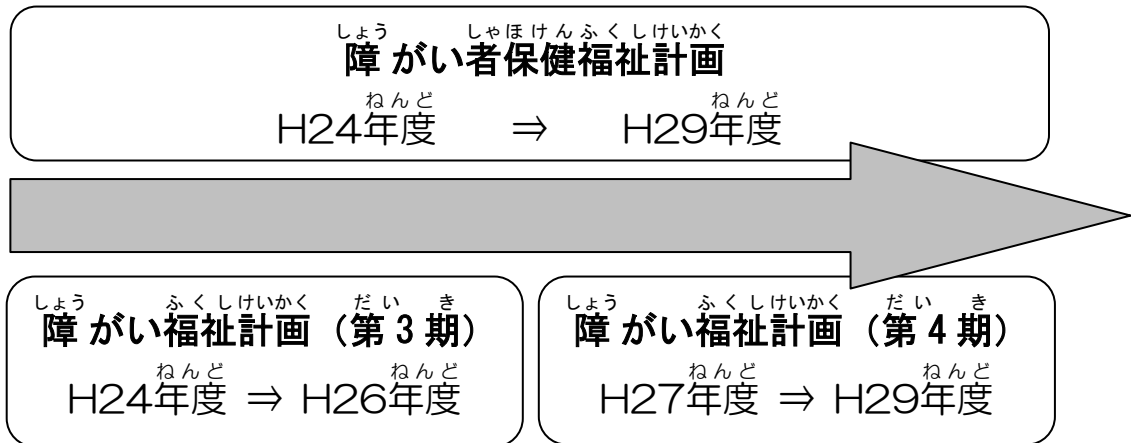 しょう しゃほけんふくしけいかく
障がい者保健福祉計画
ねんど ねんど
H24年度 ⇒ H29年度
しょう ふくしけいかく だい き
障がい福祉計画（第3期）
ねんど ねんど
H24年度 ⇒ H26年度
しょう ふくしけいかく だい き
障がい福祉計画（第4期）
ねんど ねんど
H27年度 ⇒ H29年度